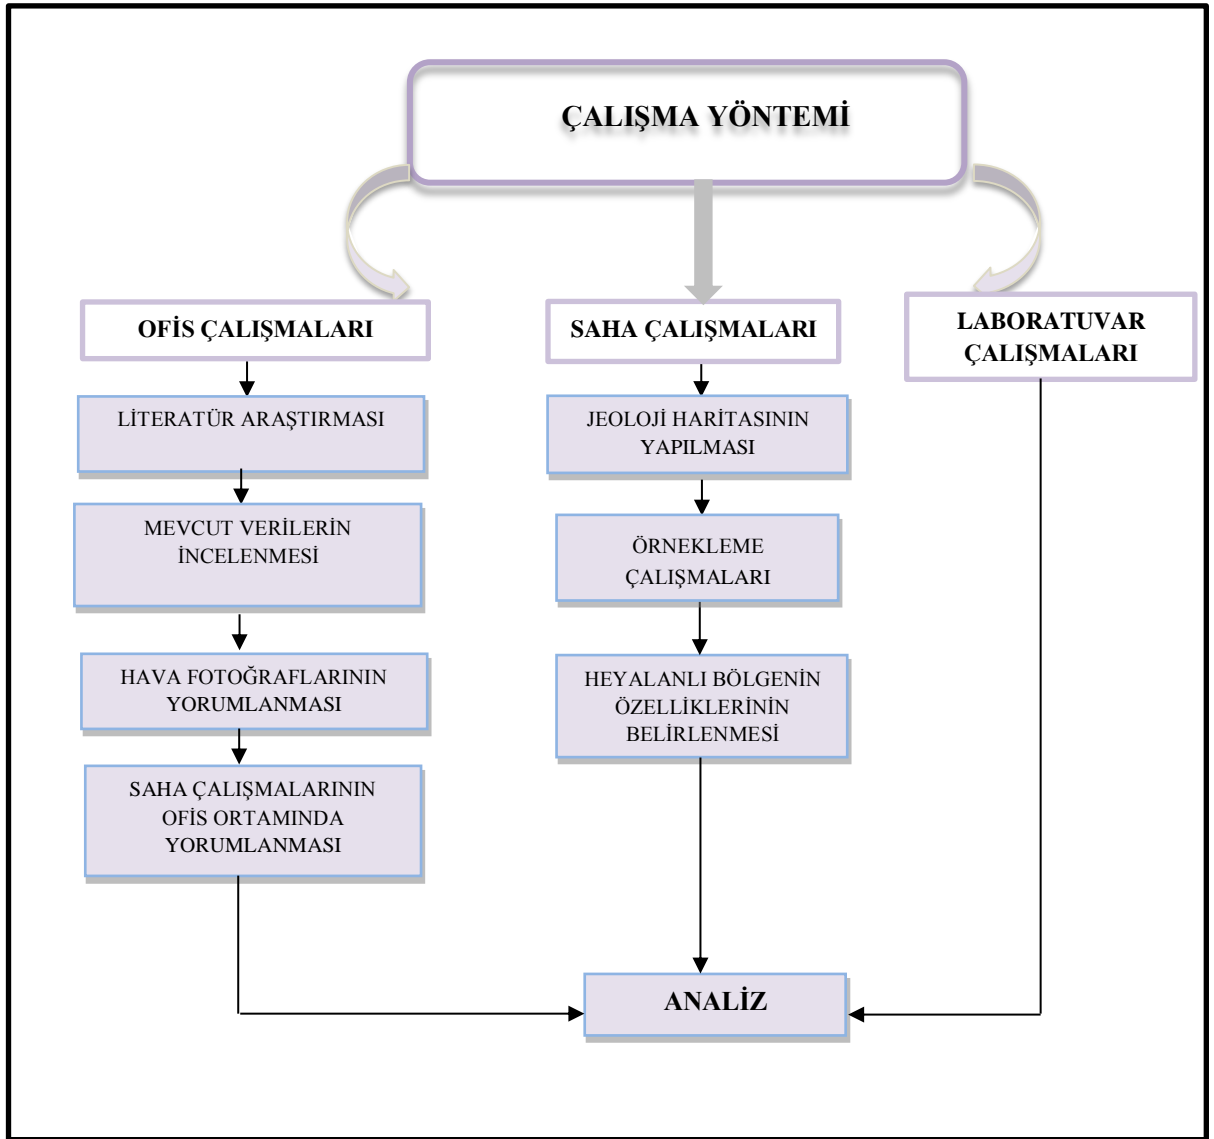 ÇALIŞMA YÖNTEMİ
OFİS ÇALIŞMALARI
LİTERATÜR ARAŞTIRMASI
MEVCUT VERİLERİN
İNCELENMESİ
HAVA FOTOĞRAFLARININ
YORUMLANMASI
SAHA ÇALIŞMALARININ
OFİS ORTAMINDA
YORUMLANMASI
SAHA ÇALIŞMALARI
JEOLOJİ HARİTASININ
YAPILMASI
ÖRNEKLEME
ÇALIŞMALARI
HEYALANLI BÖLGENİN
ÖZELLİKLERİNİN
BELİRLENMESİ
LABORATUVAR
ÇALIŞMALARI
ANALİZ